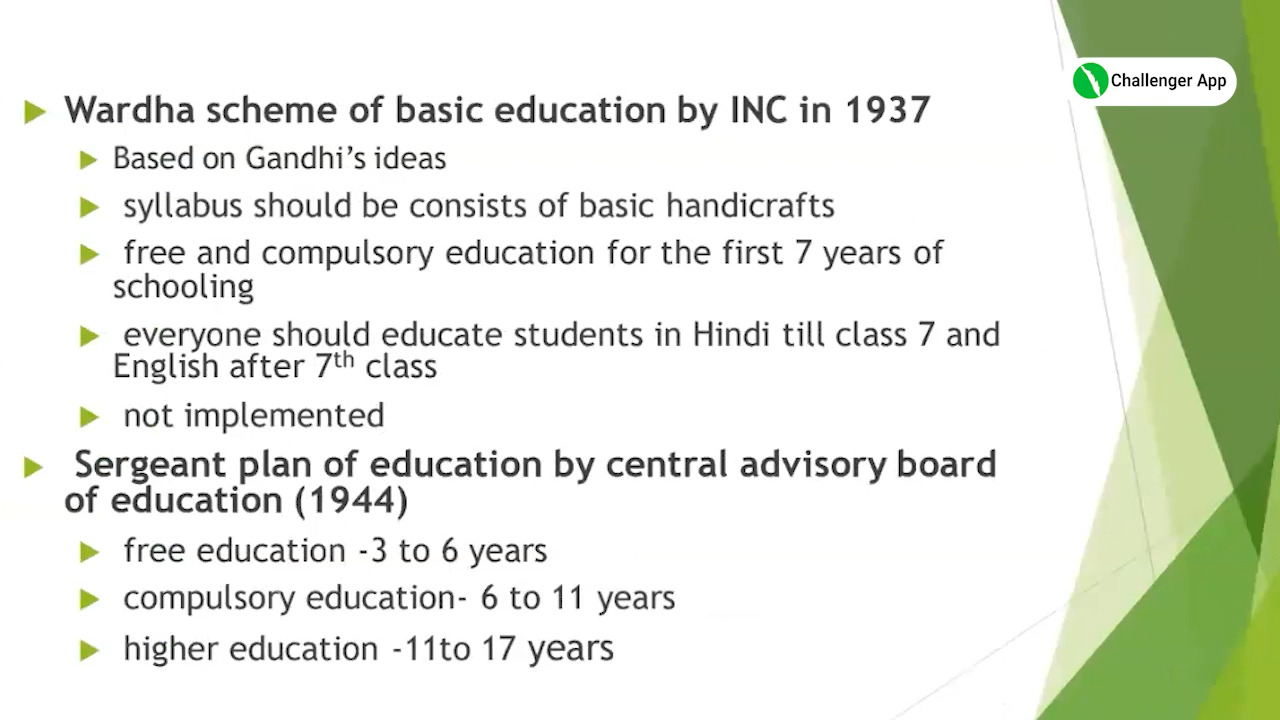 Challenger App
Wardha scheme of basic education by INC in 1937
Based on Gandhi's ideas
syllabus should be consists of basic handicrafts
free and compulsory education for the first 7 years of
schooling
everyone should educate students in Hindi till class 7 and
English after 7th class
not implemented
Sergeant plan of education by central advisory board
of education (1944)
free education -3 to 6 years
compulsory education- 6 to 11 years
higher education -11to 17 years